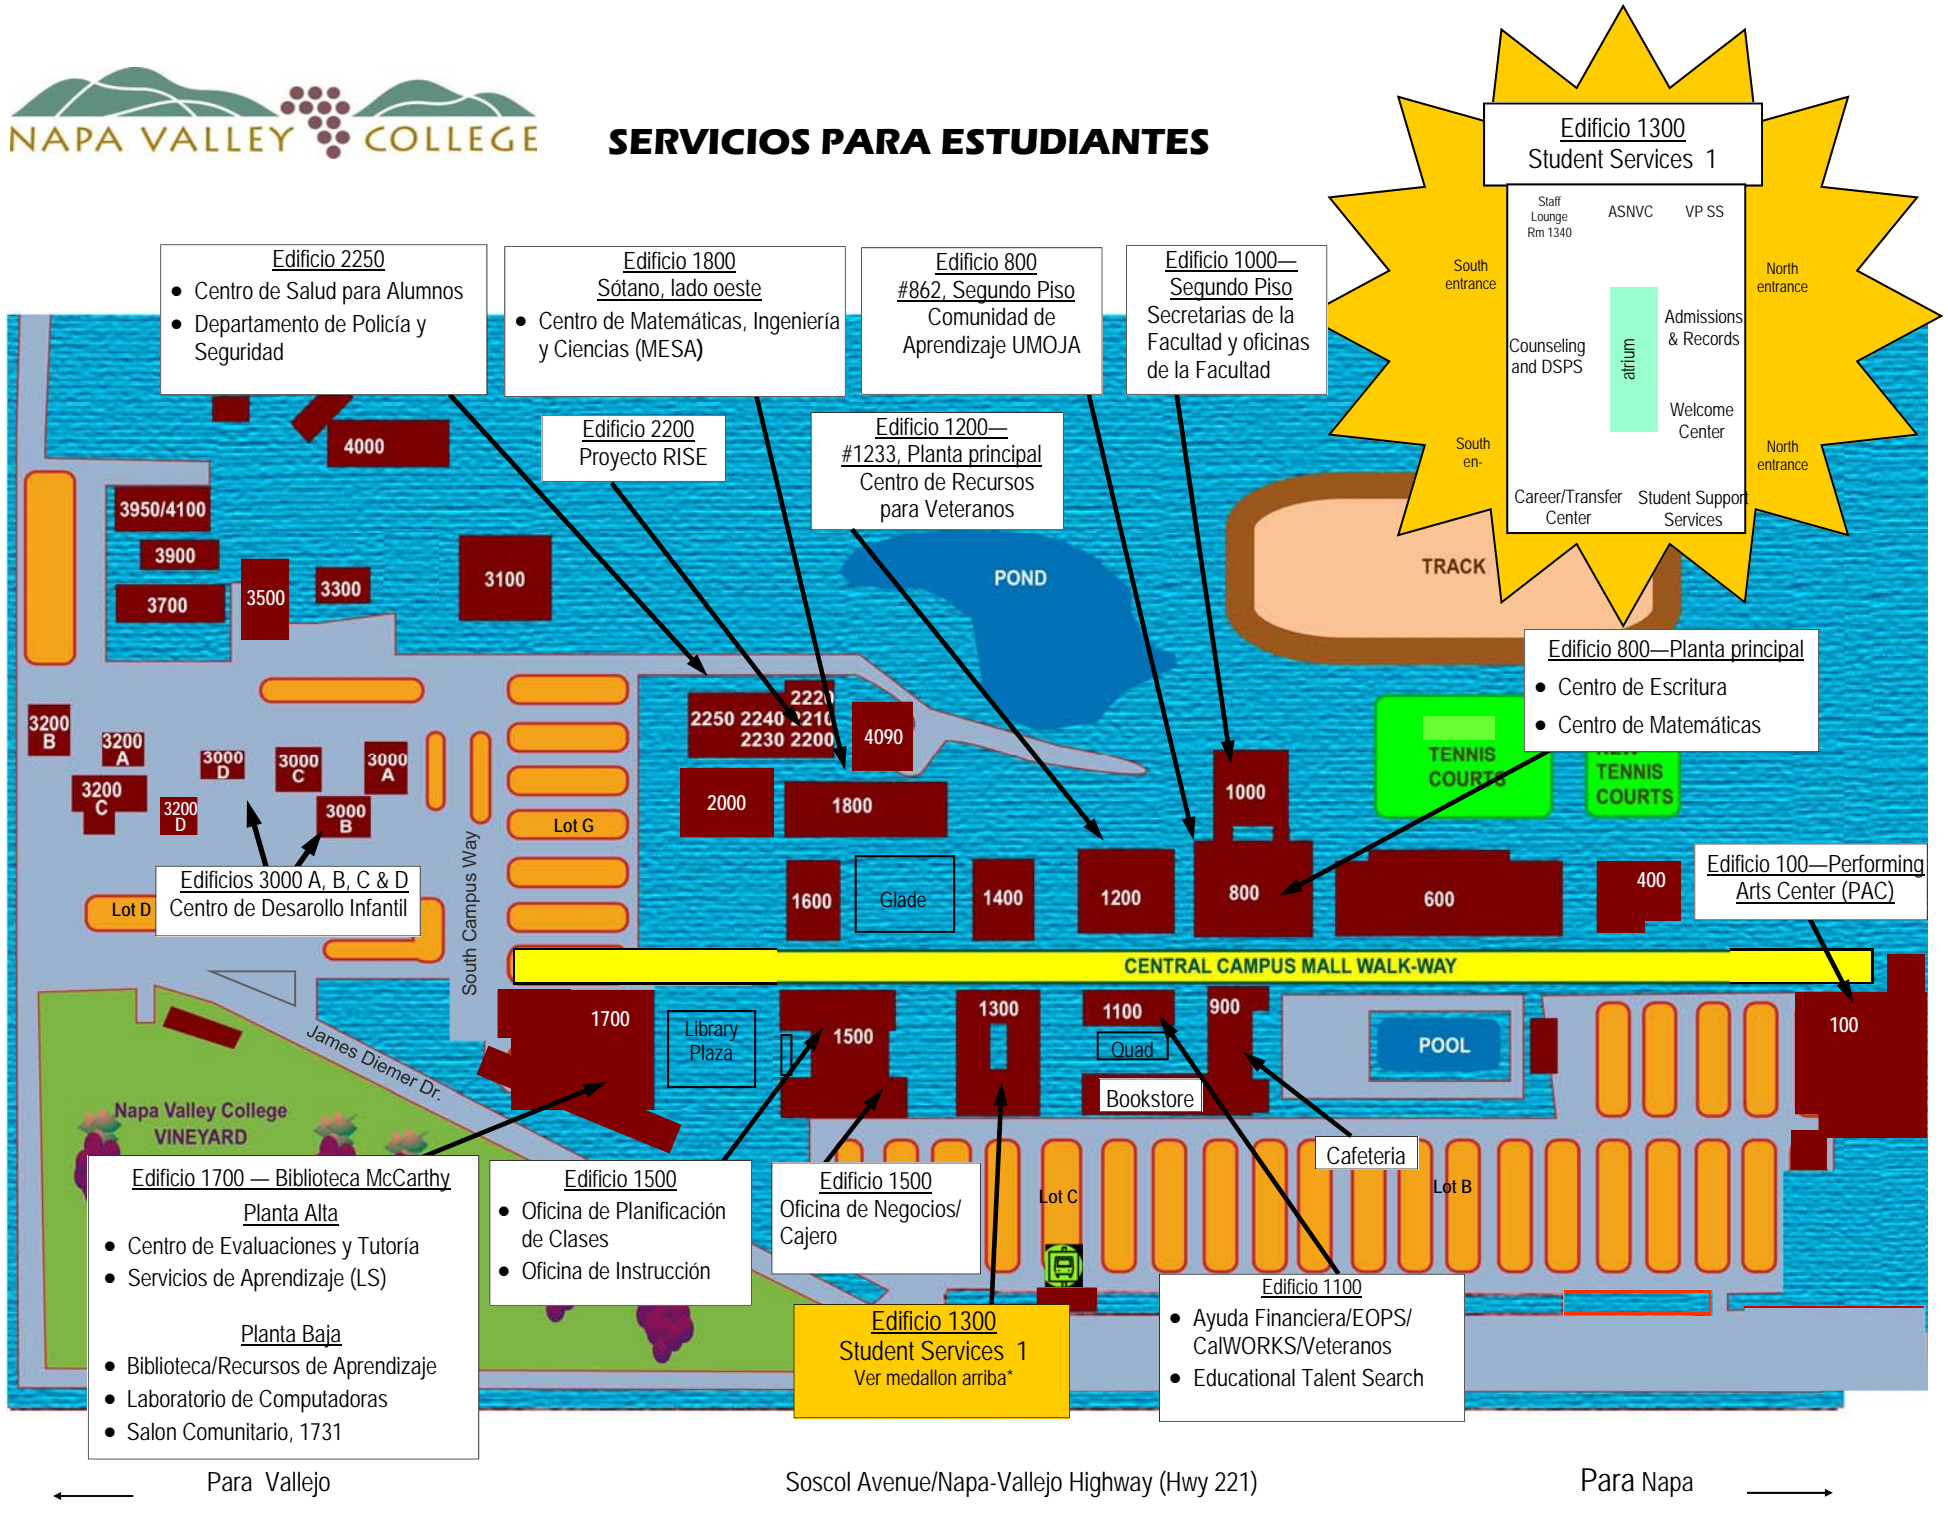 NAPA VALLEY COLLEGE
SERVICIOS PARA ESTUDIANTES
Edificio 1300
Student Services 1
Staff
Lounge
Rm 1340
ASNVC
VP SS
South
entrance
North
entrance
Counseling
and DSPS
atrium
Admissions
& Records
Welcome
Center
South
en-
North
entrance
Career/Transfer
Center
Student Support
Services
Edificio 2250
• Centro de Salud para Alumnos
• Departamento de Policía y
Seguridad
Edificio 1800
Sótano, lado oeste
• Centro de Matemáticas, Ingeniería
y Ciencias (MESA)
Edificio 800
#862, Segundo Piso
Comunidad de
Aprendizaje UMOJA
Edificio 1000—
Segundo Piso
Secretarias de la
Facultad y oficinas
de la Facultad
Edificio 2200
Proyecto RISE
Edificio 1200—
#1233, Planta principal
Centro de Recursos
para Veteranos
4000
3950/4100
3900
3700
3500
3300
3100
POND
TRACK
Edificio 800—Planta principal
• Centro de Escritura
• Centro de Matemáticas
3200
B
3200
A
3200
C
3200
D
3000
D
3000
C
3000
A
3000
B
2220
2250 2240 2210
2230 2200
4090
2000
1800
1000
TENNIS
COURTS
NEW
TENNIS
COURTS
Lot G
South Campus Way
Edificios 3000 A, B, C & D
Centro de Desarollo Infantil
Lot D
1600
Glade
1400
1200
800
600
400
Edificio 100—Performing
Arts Center (PAC)
CENTRAL CAMPUS MALL WALK-WAY
1700
Library
Plaza
1500
1300
1100
Quad
Bookstore
900
POOL
100
James Diemer Dr.
Napa Valley College
VINEYARD
Cafeteria
Lot C
Lot B
Edificio 1700 — Biblioteca McCarthy
Planta Alta
• Centro de Evaluaciones y Tutoría
• Servicios de Aprendizaje (LS)
Planta Baja
• Biblioteca/Recursos de Aprendizaje
• Laboratorio de Computadoras
• Salon Comunitario, 1731
Edificio 1500
• Oficina de Planificación
de Clases
• Oficina de Instrucción
Edificio 1500
Oficina de Negocios/
Cajero
Edificio 1300
Student Services 1
Ver medallon arriba*
Edificio 1100
• Ayuda Financiera/EOPS/
CalWORKS/Veteranos
• Educational Talent Search
Para Vallejo
Soscol Avenue/Napa-Vallejo Highway (Hwy 221)
Para Napa